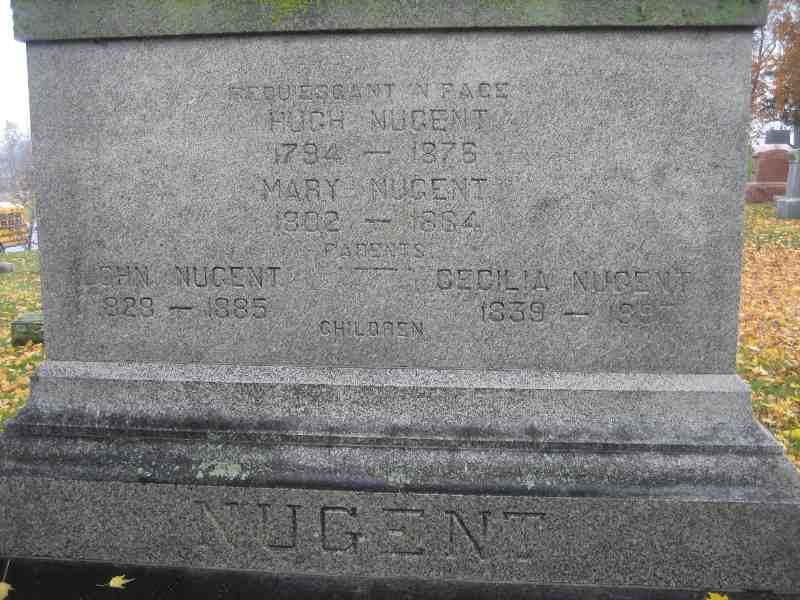 REQUIESCANT IN PACE
HUGH NUGENT
1794 — 1876
MARY NUGENT
1802 — 1864
PARENTS
JOHN NUGENT CECILIA NUGENT
1829 — 1885 1839 —
CHILDREN
NUGENT